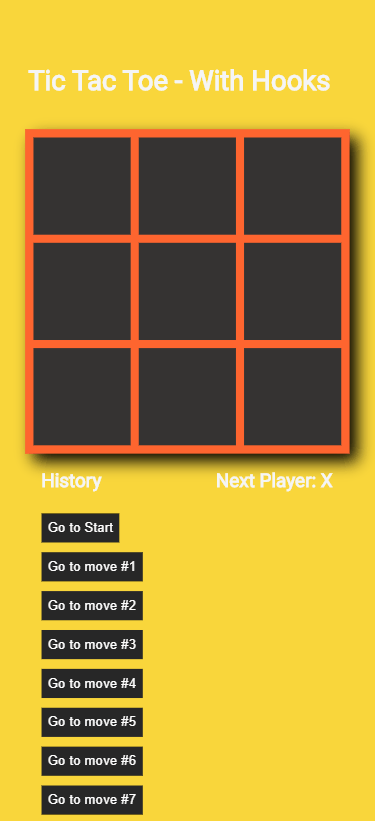 Tic Tac Toe - With Hooks
History
Next Player: X
Go to Start
Go to move #1
Go to move #2
Go to move #3
Go to move #4
Go to move #5
Go to move #6
Go to move #7